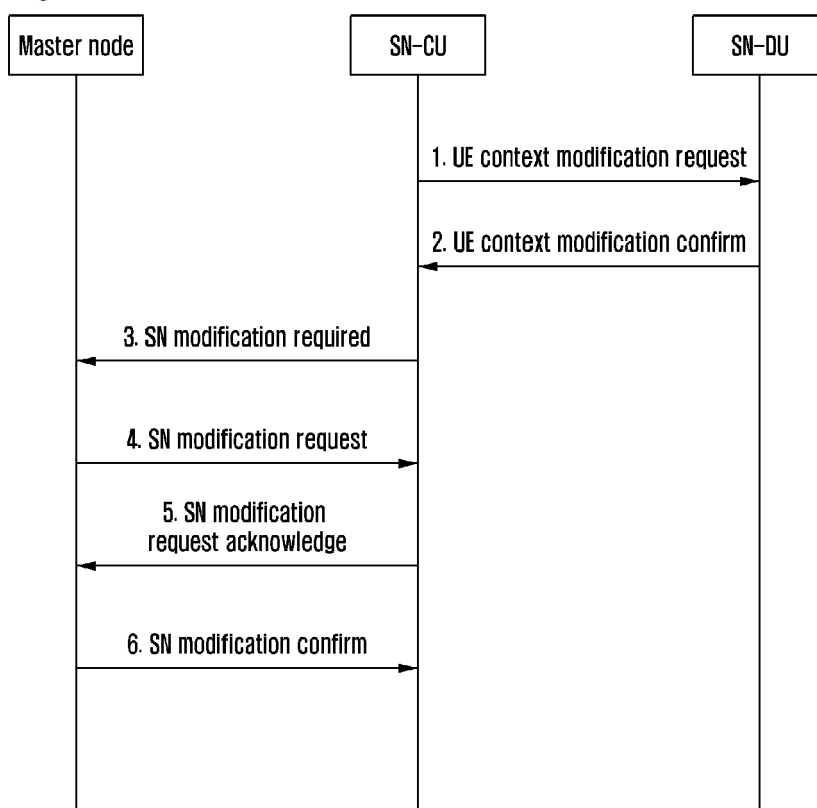 Master node
SN-CU
SN-DU
1. UE context modification request
2. UE context modification confirm
3. SN modification required
4. SN modification request
5. SN modification
request acknowledge
6. SN modification confirm